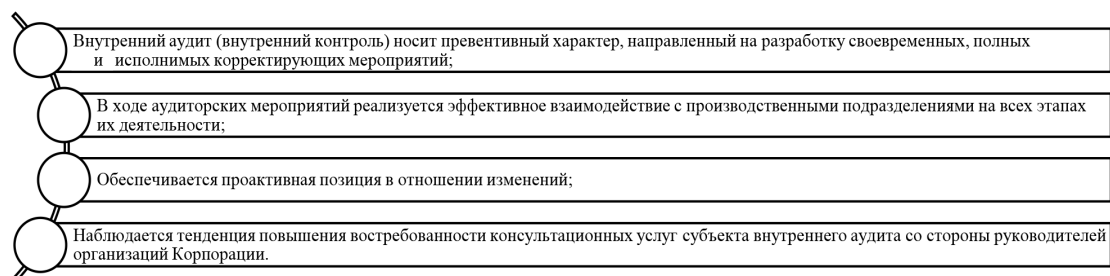 Внутренний аудит (внутренний контроль) носит превентивный характер, направленный на разработку своевременных, полных
и исполнимых корректирующих мероприятий;
В ходе аудиторских мероприятий реализуется эффективное взаимодействие с производственными подразделениями на всех этапах
их деятельности;
Обеспечивается проактивная позиция в отношении изменений;
Наблюдается тенденция повышения востребованности консультационных услуг субъекта внутреннего аудита со стороны руководителей
организаций Корпорации.